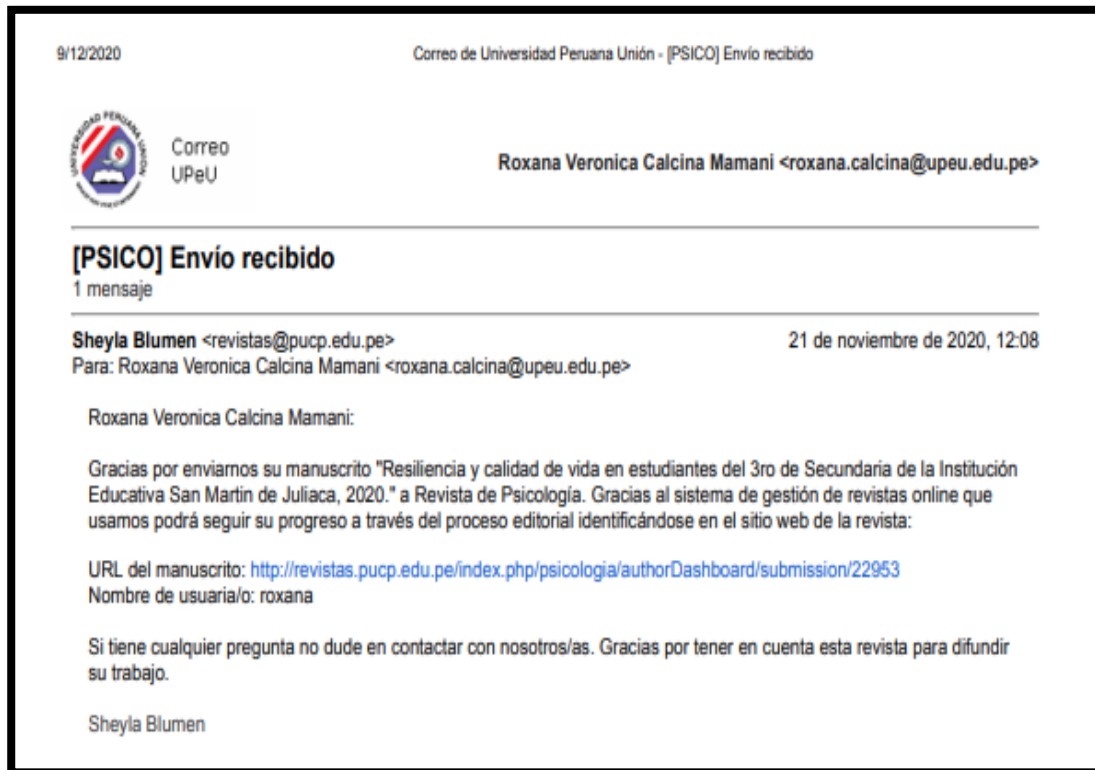 9/12/2020 Correo de Universidad Peruana Unión - [PSICO] Envío recibido
UNIVERSIDAD PERUANA UNION
Correo
UPeU
Roxana Veronica Calcina Mamani <roxana.calcina@upeu.edu.pe>
[PSICO] Envío recibido
1 mensaje
Sheyla Blumen <revistas@pucp.edu.pe> 21 de noviembre de 2020, 12:08
Para: Roxana Veronica Calcina Mamani <roxana.calcina@upeu.edu.pe>
Roxana Veronica Calcina Mamani:
Gracias por enviarnos su manuscrito "Resiliencia y calidad de vida en estudiantes del 3ro de Secundaria de la Institución
Educativa San Martin de Juliaca, 2020." a Revista de Psicología. Gracias al sistema de gestión de revistas online que
usamos podrá seguir su progreso a través del proceso editorial identificándose en el sitio web de la revista:
URL del manuscrito: http://revistas.pucp.edu.pe/index.php/psicologia/authorDashboard/submission/22953
Nombre de usuaria/o: roxana
Si tiene cualquier pregunta no dude en contactar con nosotros/as. Gracias por tener en cuenta esta revista para difundir
su trabajo.
Sheyla Blumen